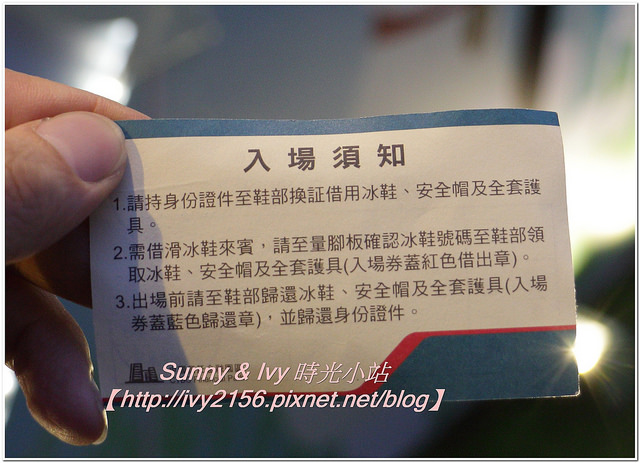 入場須知
1.請持身份證件至鞋部換証借用冰鞋、安全帽及全套護
具。
2.需借滑冰鞋來賓，請至量腳板確認冰鞋號碼至鞋部領
取冰鞋、安全帽及全套護具(入場券蓋紅色借出章)。
3.出場前請至鞋部歸還冰鞋、安全帽及全套護具(入場
券蓋藍色歸還章)，並歸還身份證件。
Sunny & Ivy 時光小站
【http://ivy2156.pixnet.net/blog】